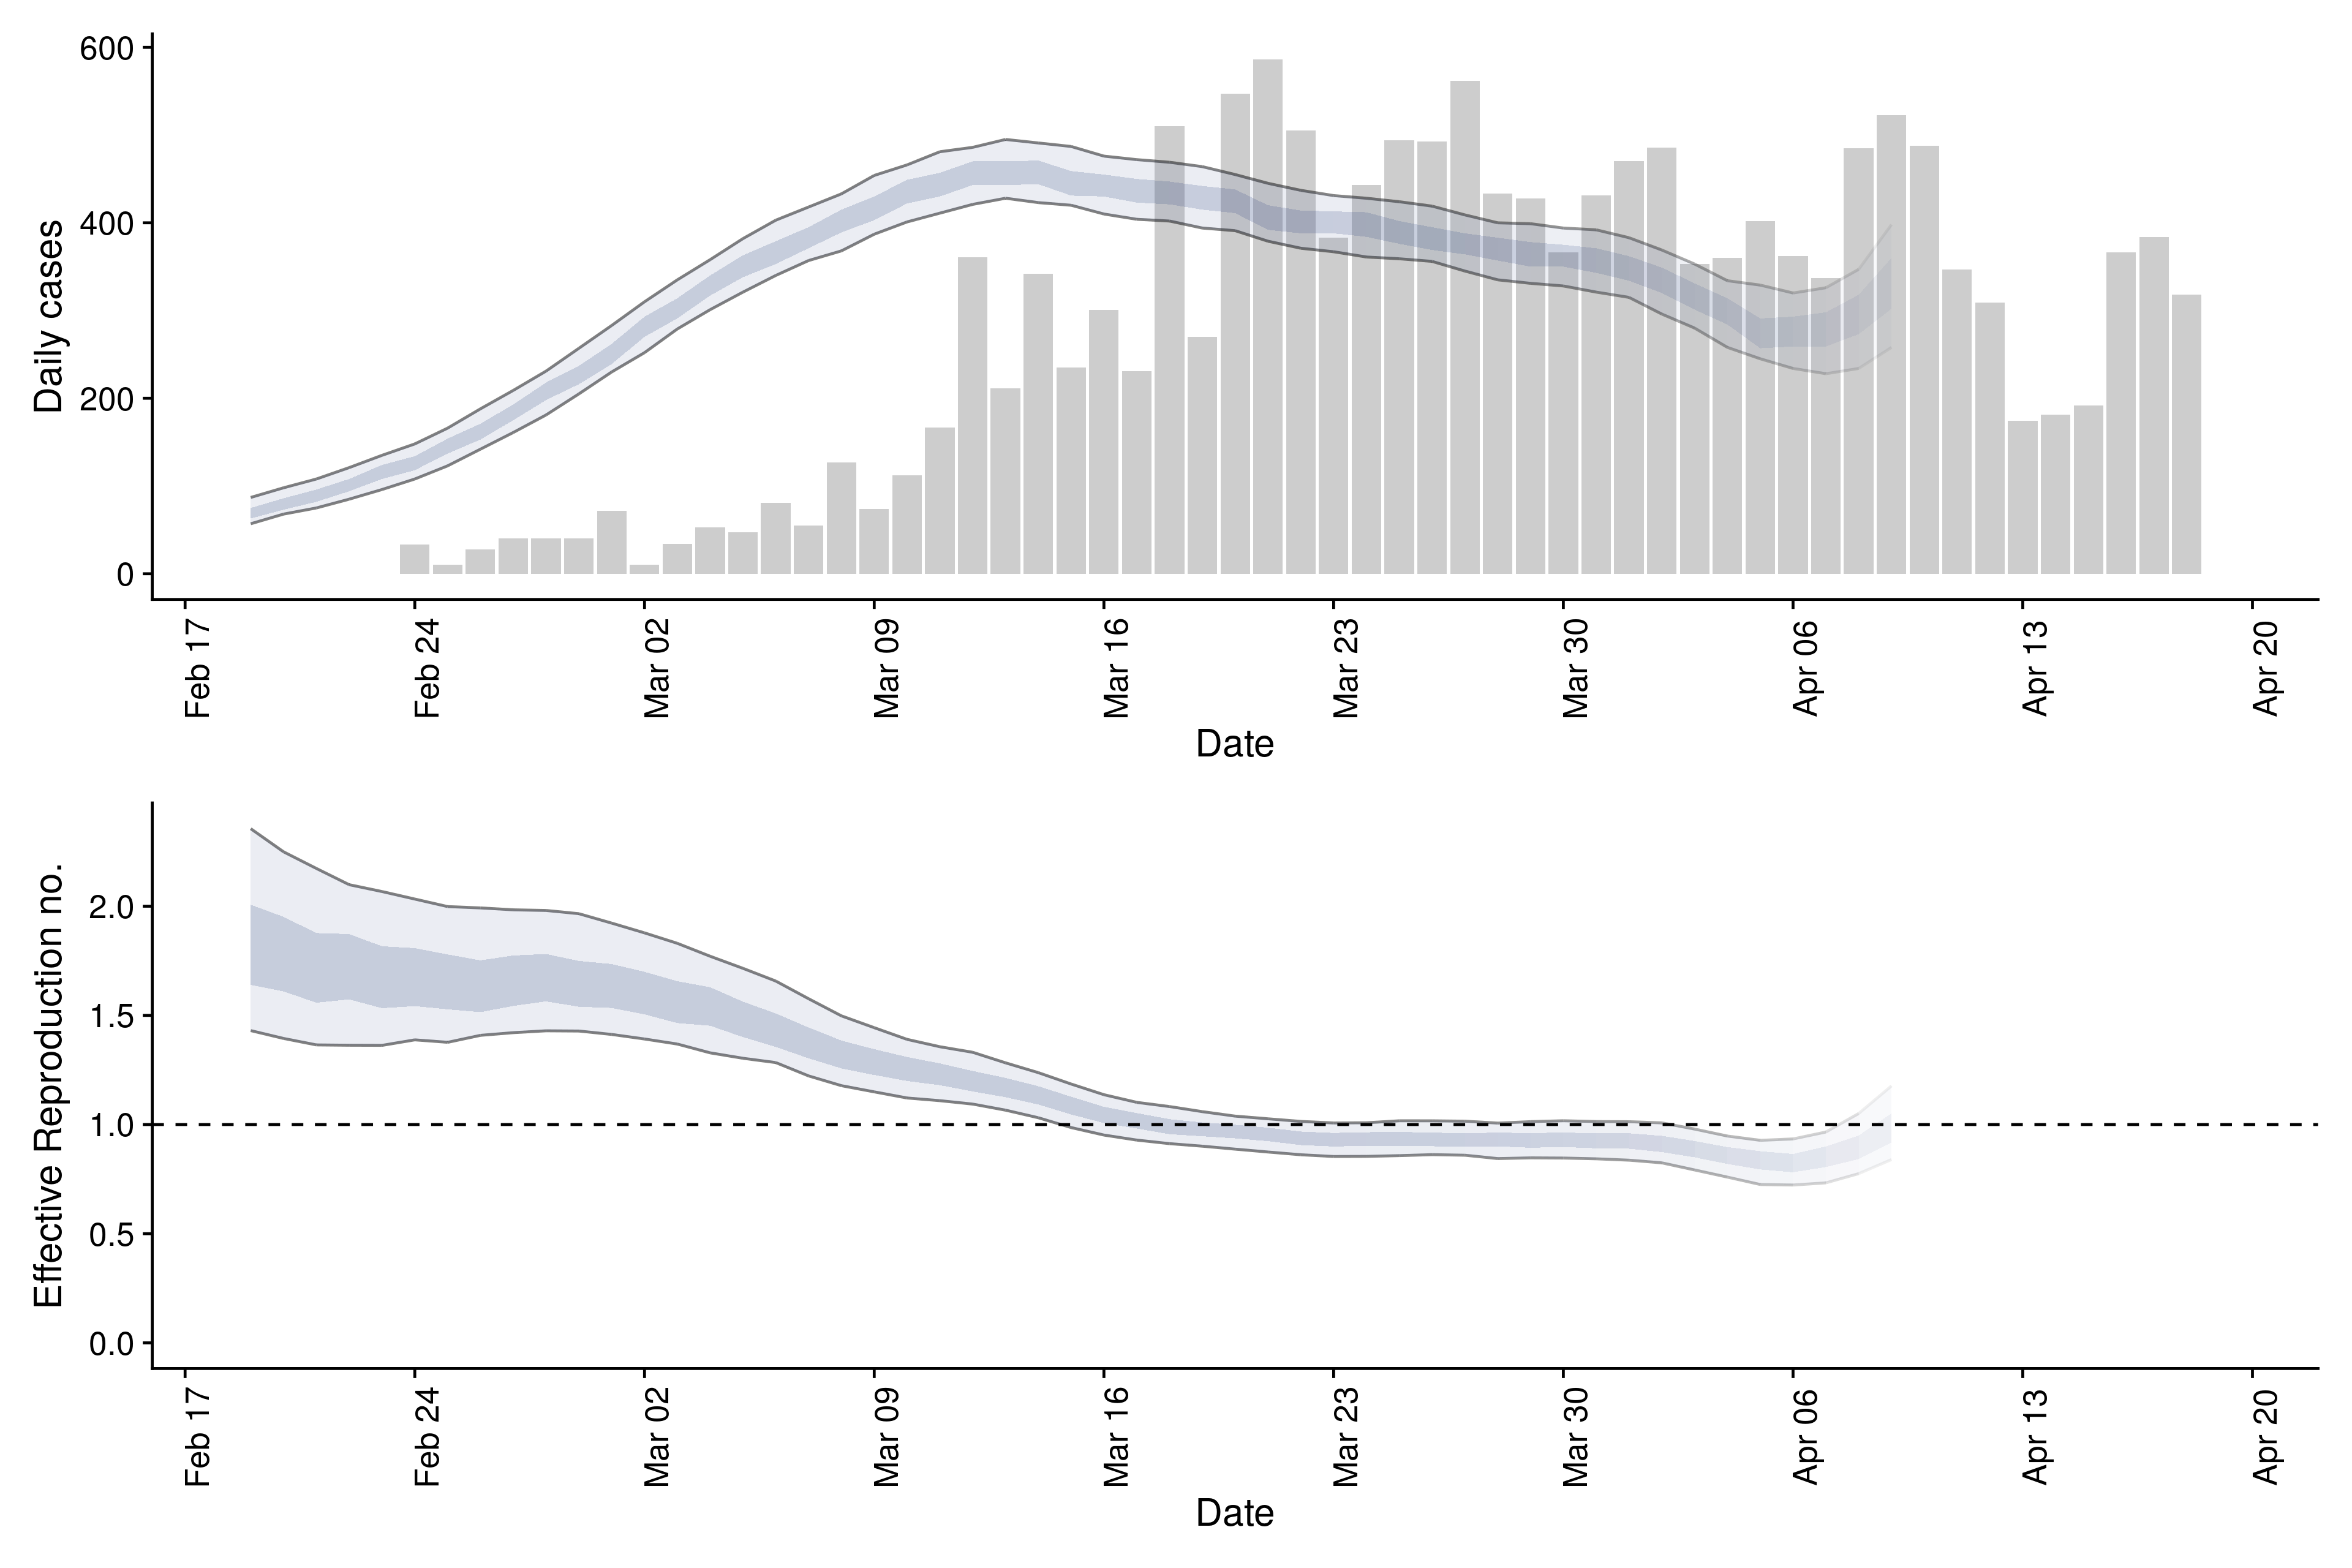 Daily cases
600
400
200
0
Feb 17
Feb 24
Mar 02
Mar 09
Mar 16
Mar 23
Mar 30
Apr 06
Apr 13
Apr 20
Date
Effective Reproduction no.
2.0
1.5
1.0
0.5
0.0
Feb 17
Feb 24
Mar 02
Mar 09
Mar 16
Mar 23
Mar 30
Apr 06
Apr 13
Apr 20
Date